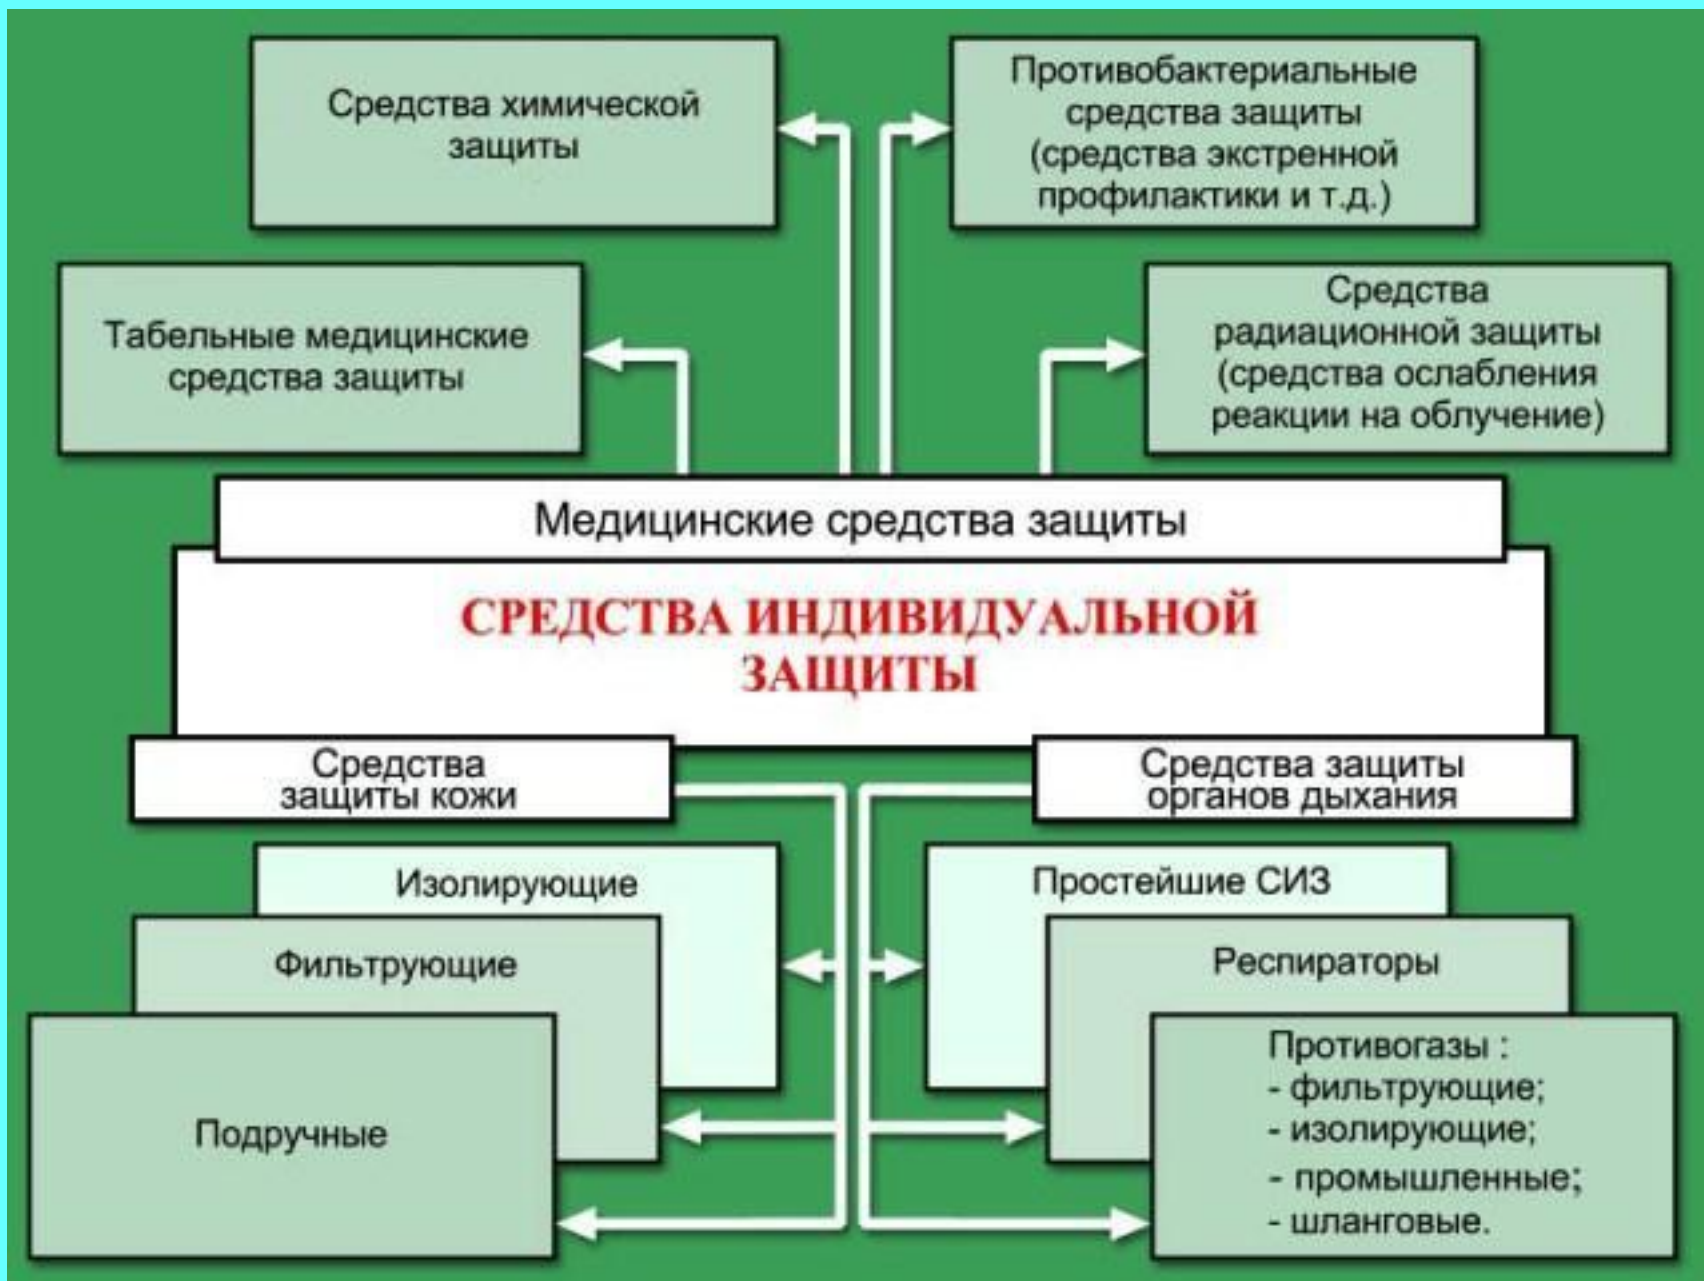 Средства химической
защиты
Противобактериальные
средства защиты
(средства экстренной
профилактики и т.д.)
Табельные медицинские
средства защиты
Средства
радиационной защиты
(средства ослабления
реакции на облучение)
Медицинские средства защиты
СРЕДСТВА ИНДИВИДУАЛЬНОЙ
ЗАЩИТЫ
Средства
защиты кожи
Средства защиты
органов дыхания
Изолирующие
Фильтрующие
Подручные
Простейшие СИЗ
Респираторы
Противогазы :
- фильтрующие;
- изолирующие;
- промышленные;
- шланговые.